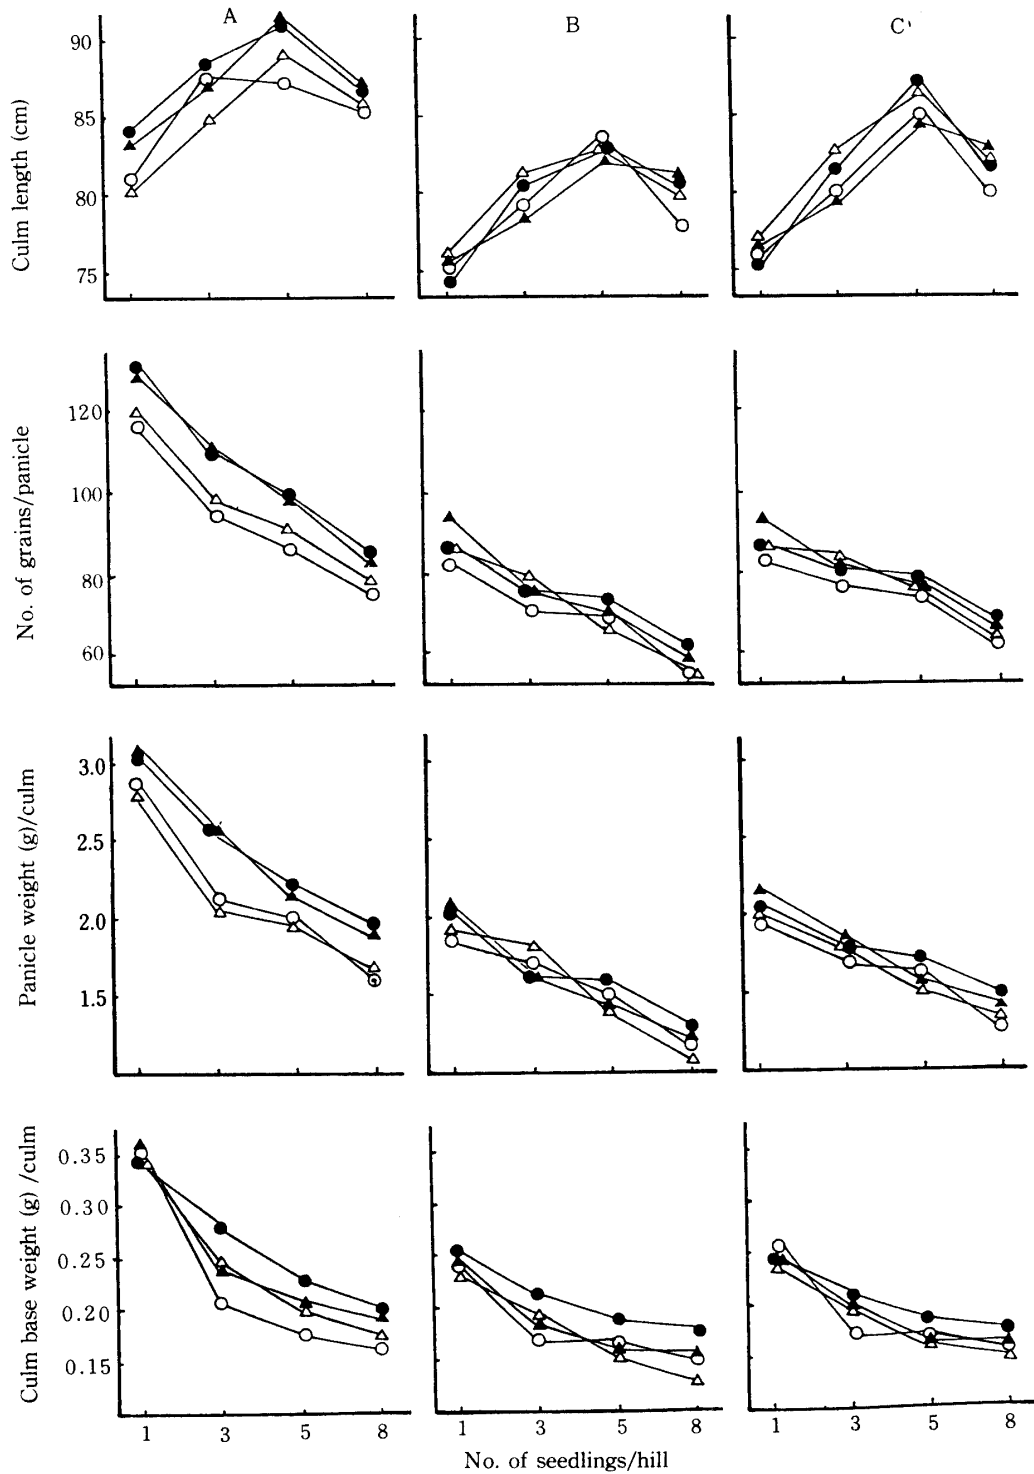 A
B
C'
Culm length (cm)
90
85
80
75
No. of grains/panicle
120
100
80
60
Panicle weight (g)/culm
3.0
2.5
2.0
1.5
Culm base weight (g) /culm
0.35
0.30
0.25
0.20
0.15
1 3 5 8 1 3 5 8 1 3 5 8
No. of seedlings/hill